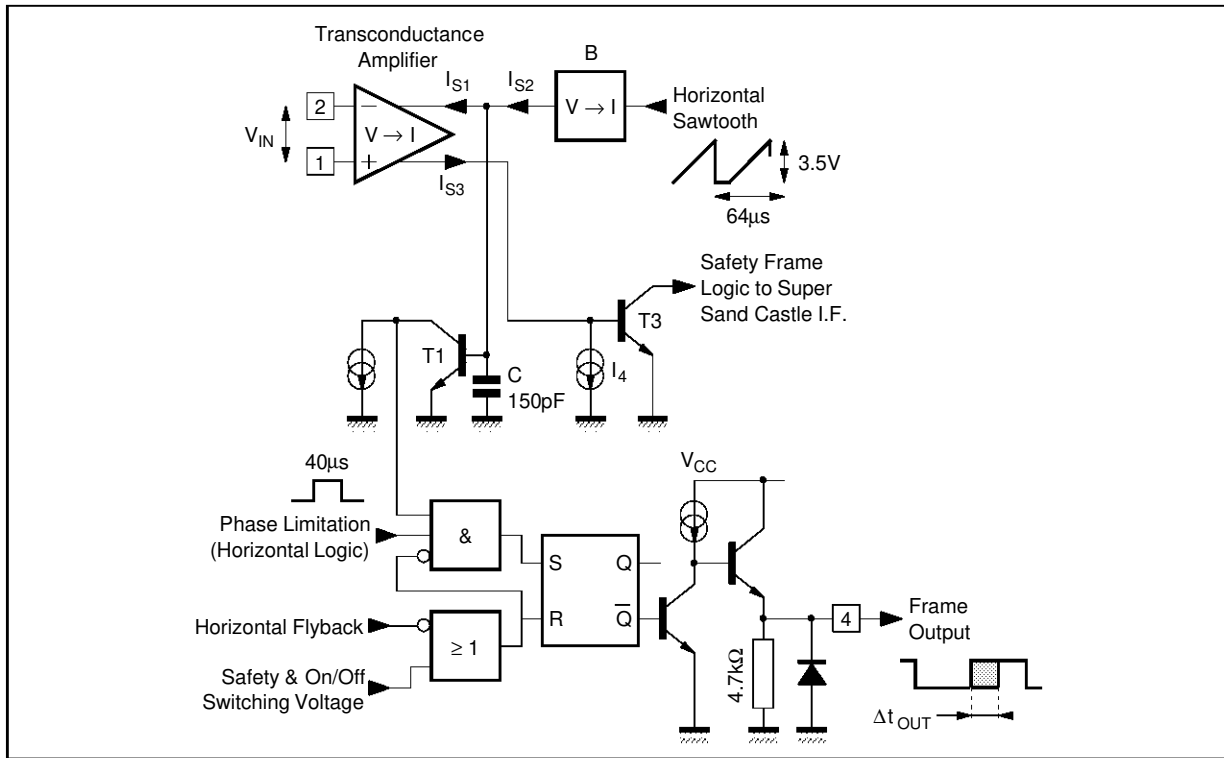 Transconductance
Amplifier
B
I_S1
I_S2
2
−
V → I
V → I
Horizontal
Sawtooth
V_IN
1
+
I_S3
3.5V
64μs
Safety Frame
Logic to Super
Sand Castle I.F.
T3
T1
I_4
C
150pF
40μs
V_CC
Phase Limitation
(Horizontal Logic)
&
S
Q
R
Q̅
Horizontal Flyback
≥ 1
4
Frame
Output
Safety & On/Off
Switching Voltage
4.7kΩ
Δt_OUT